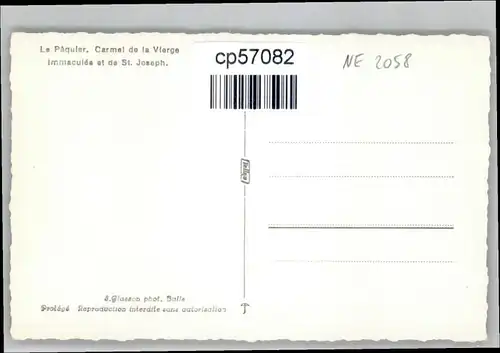 Le Pâquier. Carmel de la Vierge
Immaculée et de St. Joseph.
cp57082
NE 2058
S. Glasson phot. Bulle
Protégé Reproduction interdite sans autorisation